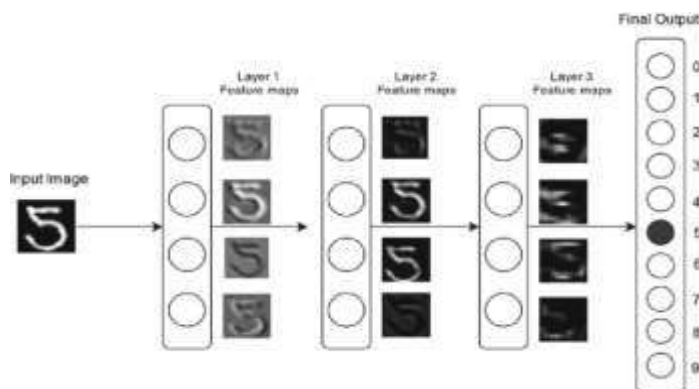 Final Output
Layer 1
Feature maps
Layer 2
Feature maps
Layer 3
Feature maps
Input Image
5
0
1
2
3
4
5
6
7
8
9